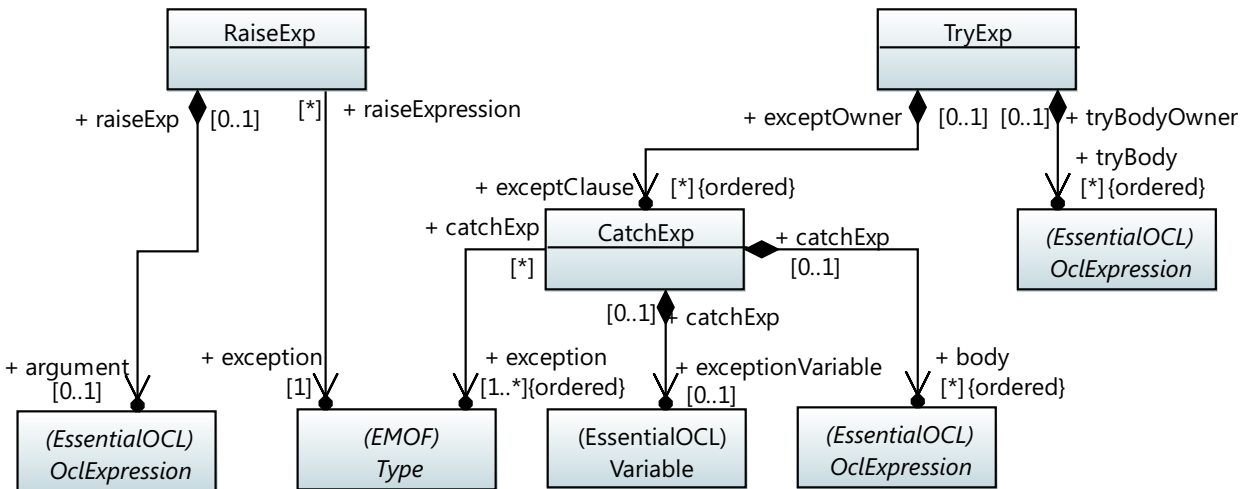 RaiseExp
TryExp
+ raiseExp
[0..1]
[*]
+ raiseExpression
+ exceptOwner
[0..1]
[0..1]
+ tryBodyOwner
+ tryBody
[*]{ordered}
+ exceptClause
[*]{ordered}
+ catchExp
[*]
CatchExp
+ catchExp
[0..1]
(EssentialOCL)
OclExpression
[0..1]
+ catchExp
+ argument
[0..1]
+ exception
[1]
+ exception
[1..*]{ordered}
+ exceptionVariable
[0..1]
+ body
[*]{ordered}
(EssentialOCL)
OclExpression
(EMOF)
Type
(EssentialOCL)
Variable
(EssentialOCL)
OclExpression